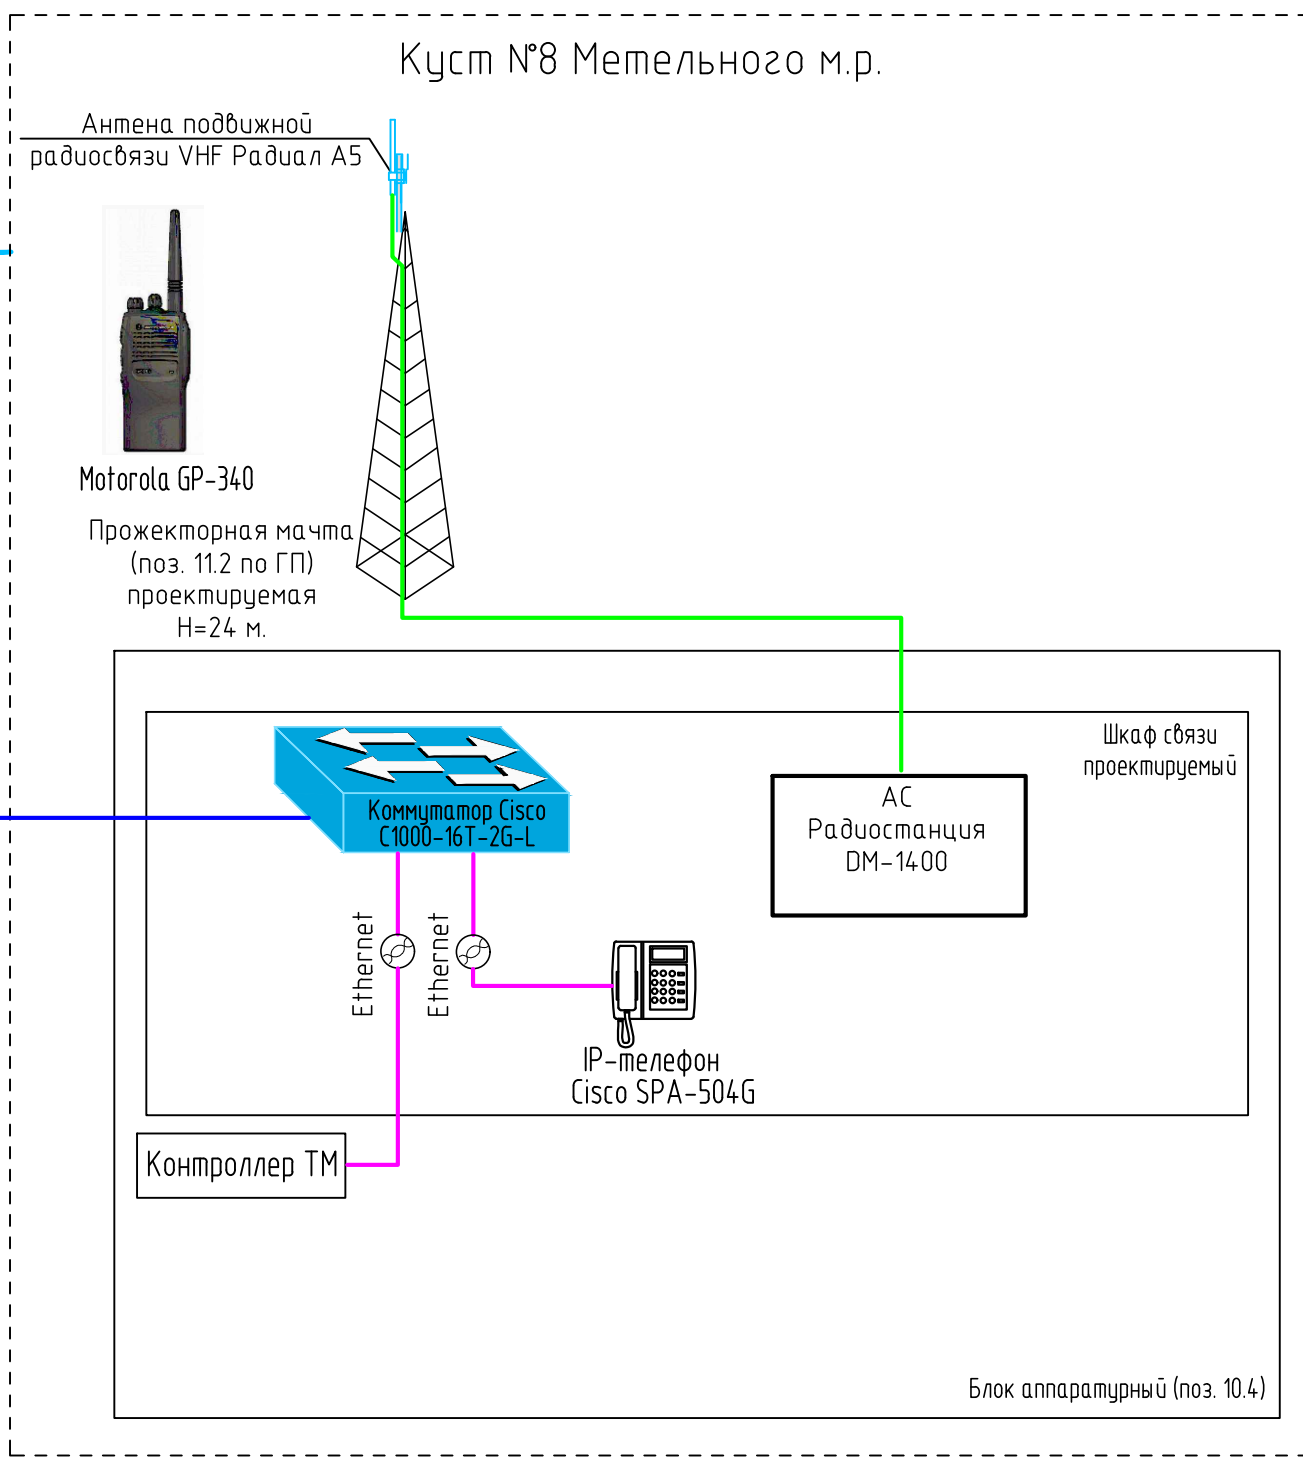 Куст №8 Метельного м.р.
Антена подвижной
радиосвязи VHF Радиал А5
Motorola GP-340
Прожекторная мачта
(поз. 11.2 по ГП)
проектируемая
Н=24 м.
Шкаф связи
проектируемый
Коммутатор Cisco
C1000-16T-2G-L
АС
Радиостанция
DM-1400
Ethernet
Ethernet
IP-телефон
Cisco SPA-504G
Контроллер ТМ
Блок аппаратурный (поз. 10.4)